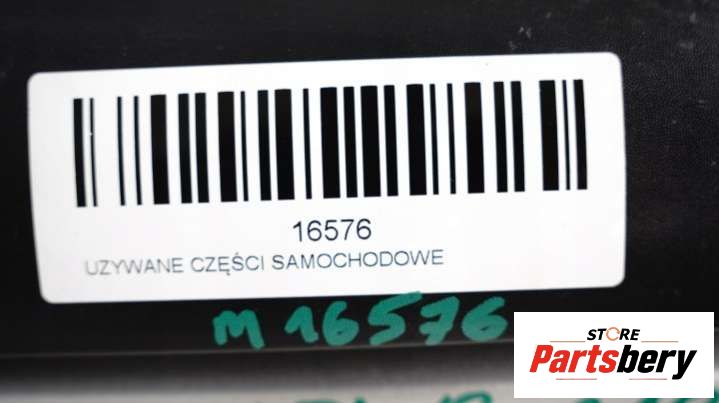 16576
UZYWANE CZĘŚCI SAMOCHODOWE
M 16576
STORE
Partsbery